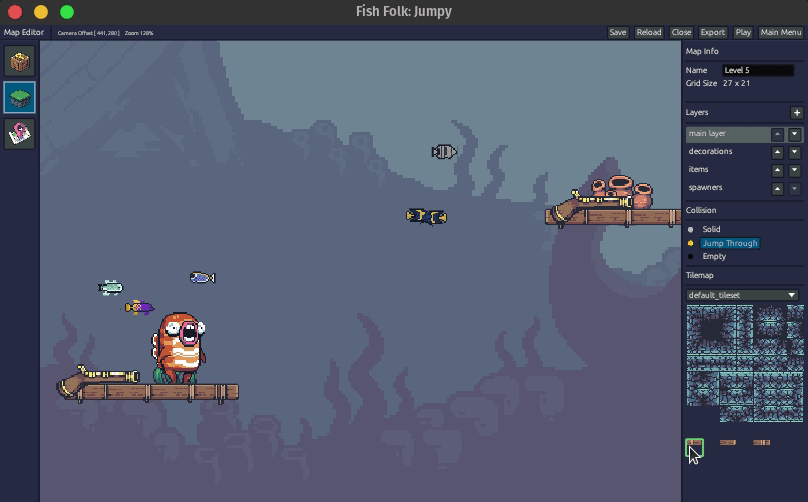 Fish Folk: Jumpy
Map Editor Camera Offset [ 441, 280 ] Zoom 128% Save Reload Close Export Play Main Menu
Map Info
Name Level 5
Grid Size 27 x 21
Layers +
main layer
decorations
items
spawners
Collision
Solid
Jump Through
Empty
Tilemap
default_tileset